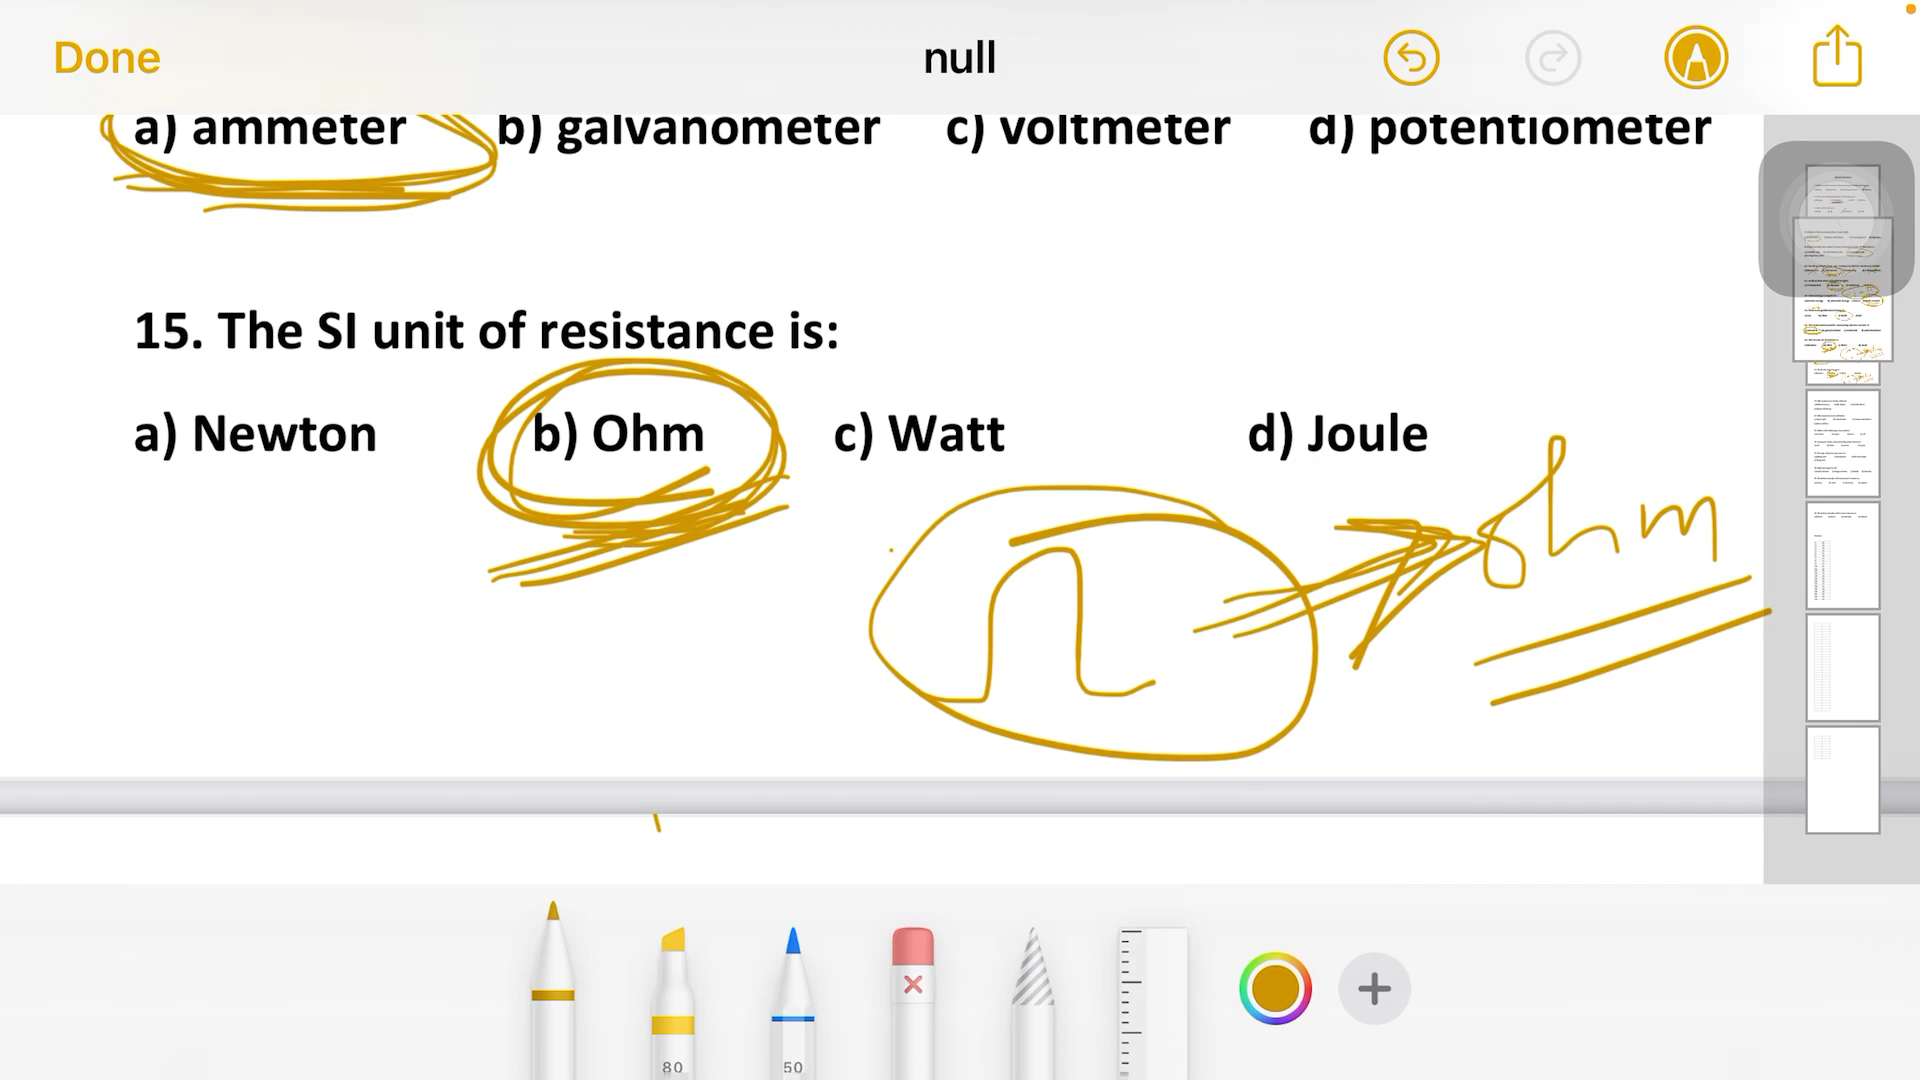 Done null
a) ammeter b) galvanometer c) voltmeter d) potentiometer
15. The SI unit of resistance is:
a) Newton b) Ohm c) Watt d) Joule
Ω ohm
80 50